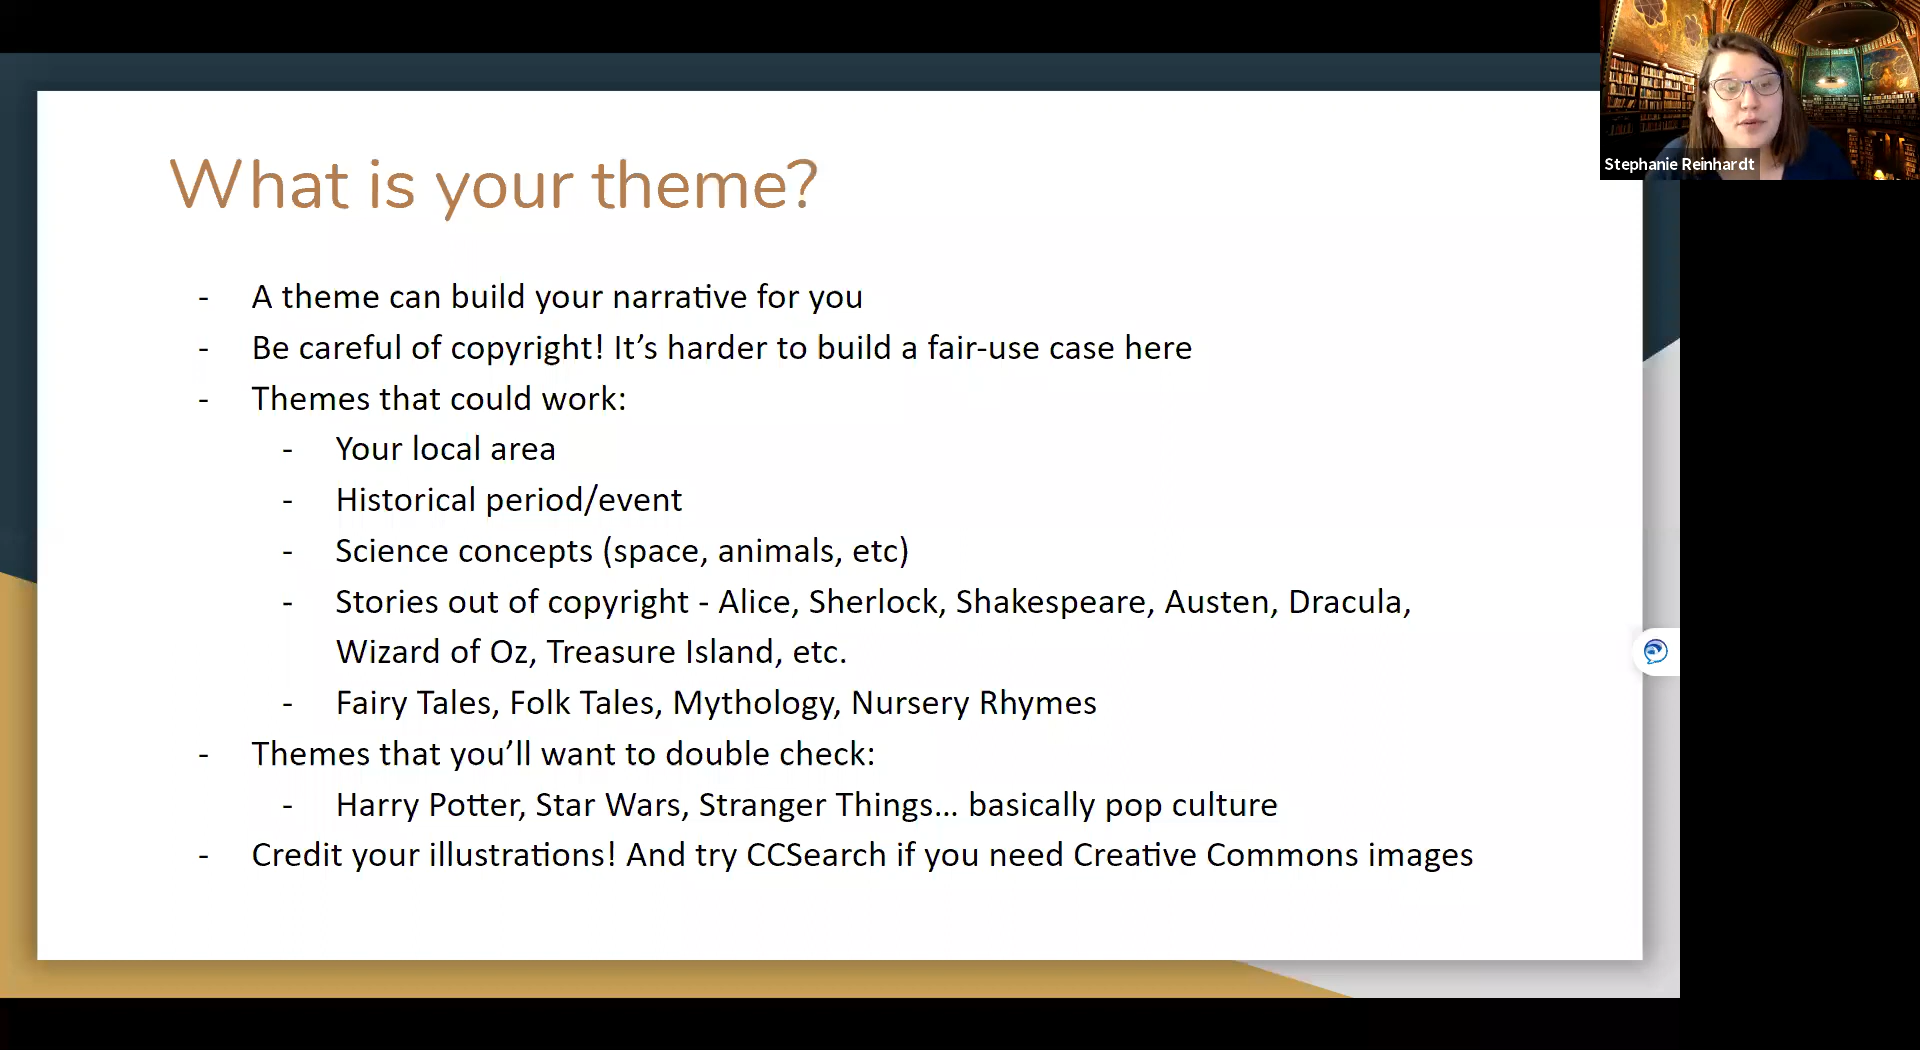 What is your theme?
- A theme can build your narrative for you
- Be careful of copyright! It’s harder to build a fair-use case here
- Themes that could work:
- Your local area
- Historical period/event
- Science concepts (space, animals, etc)
- Stories out of copyright - Alice, Sherlock, Shakespeare, Austen, Dracula,
Wizard of Oz, Treasure Island, etc.
- Fairy Tales, Folk Tales, Mythology, Nursery Rhymes
- Themes that you’ll want to double check:
- Harry Potter, Star Wars, Stranger Things... basically pop culture
- Credit your illustrations! And try CCSearch if you need Creative Commons images
Stephanie Reinhardt